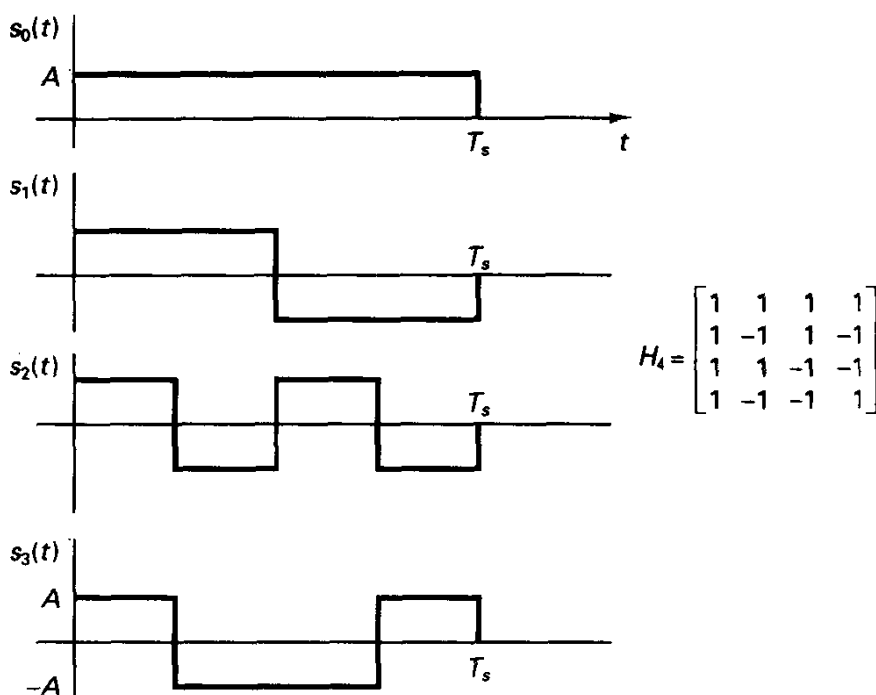 s₀(t)
A
Tₛ
t
s₁(t)
Tₛ
s₂(t)
Tₛ
H₄ = [1 1 1 1
1 -1 1 -1
1 1 -1 -1
1 -1 -1 1]
s₃(t)
A
Tₛ
-A